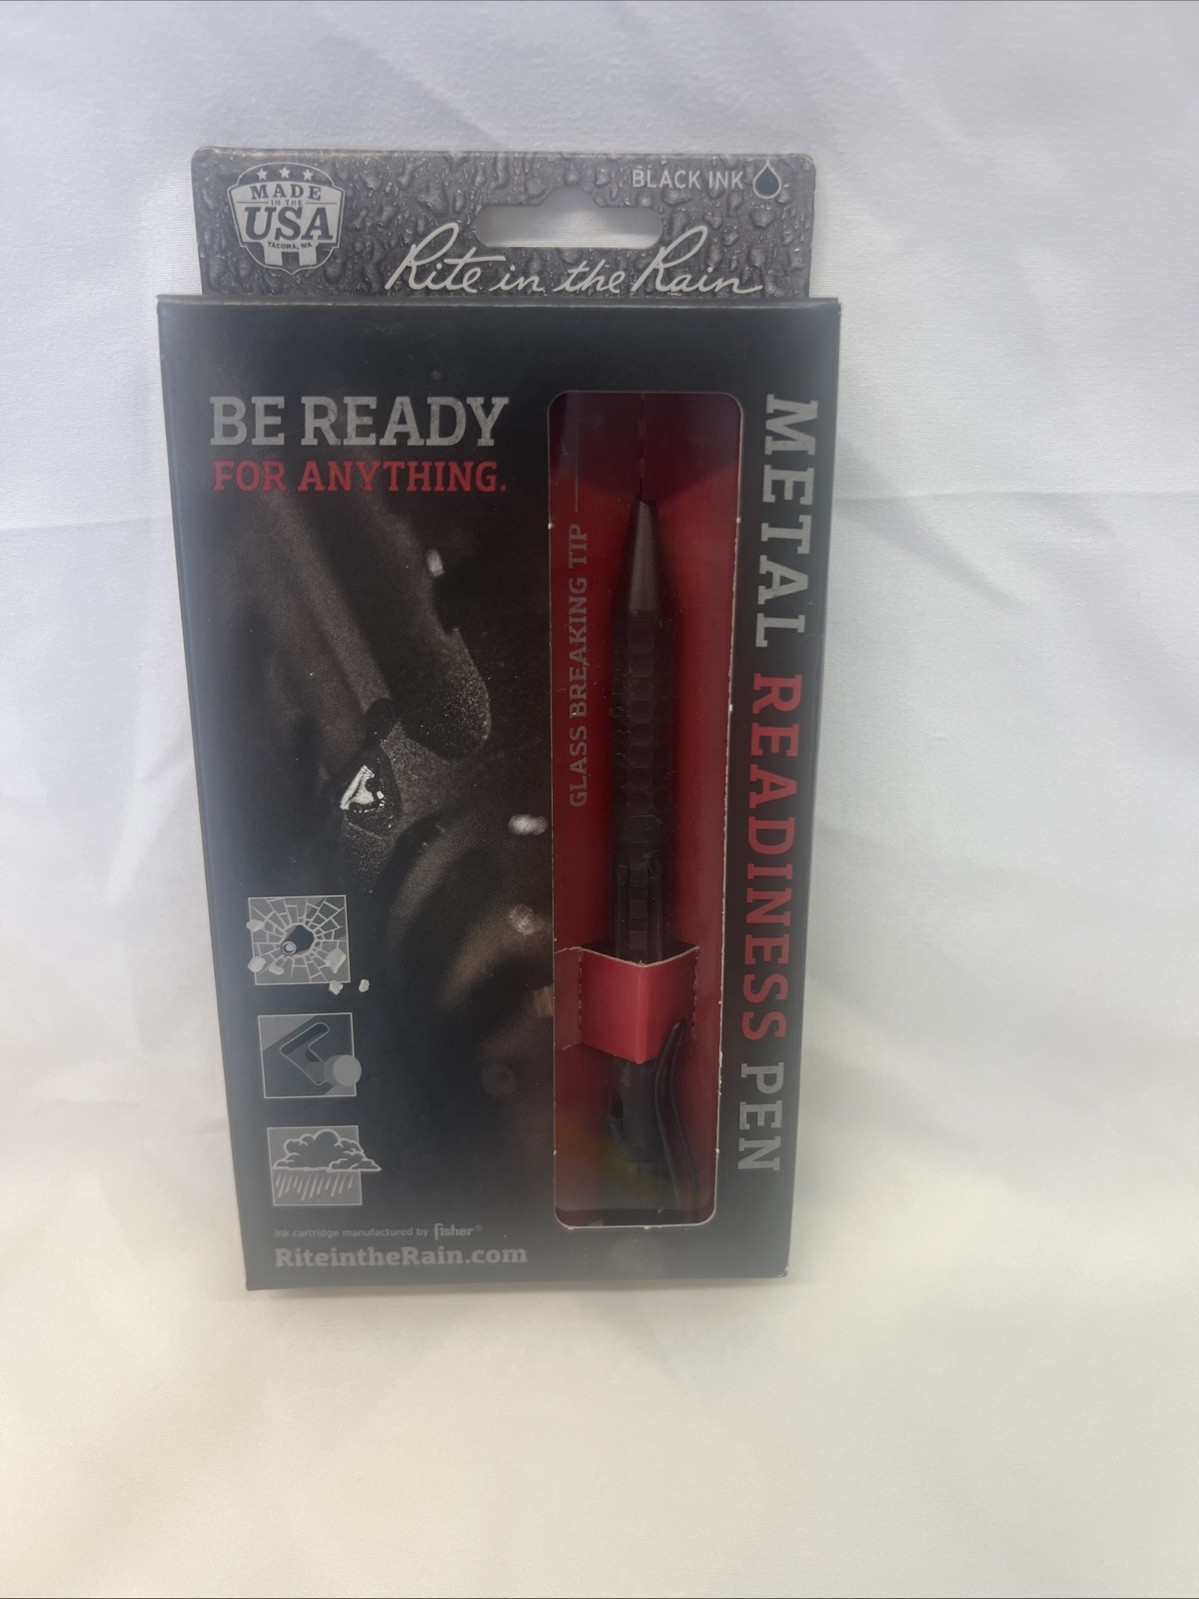 MADE
IN THE
USA
TACOMA, WA
BLACK INK
Rite in the Rain
BE READY
FOR ANYTHING.
GLASS BREAKING TIP
METAL READINESS PEN
ink cartridge manufactured by fisher®
RiteintheRain.com